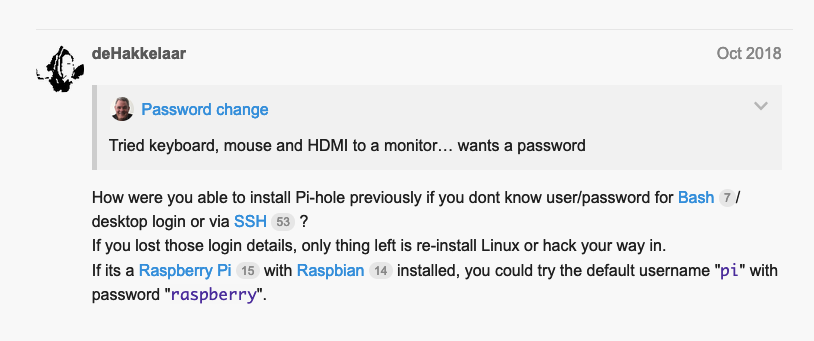 deHakkelaar Oct 2018
Password change
Tried keyboard, mouse and HDMI to a monitor… wants a password
How were you able to install Pi-hole previously if you dont know user/password for Bash 7 /
desktop login or via SSH 53 ?
If you lost those login details, only thing left is re-install Linux or hack your way in.
If its a Raspberry Pi 15 with Raspbian 14 installed, you could try the default username "pi" with
password "raspberry".